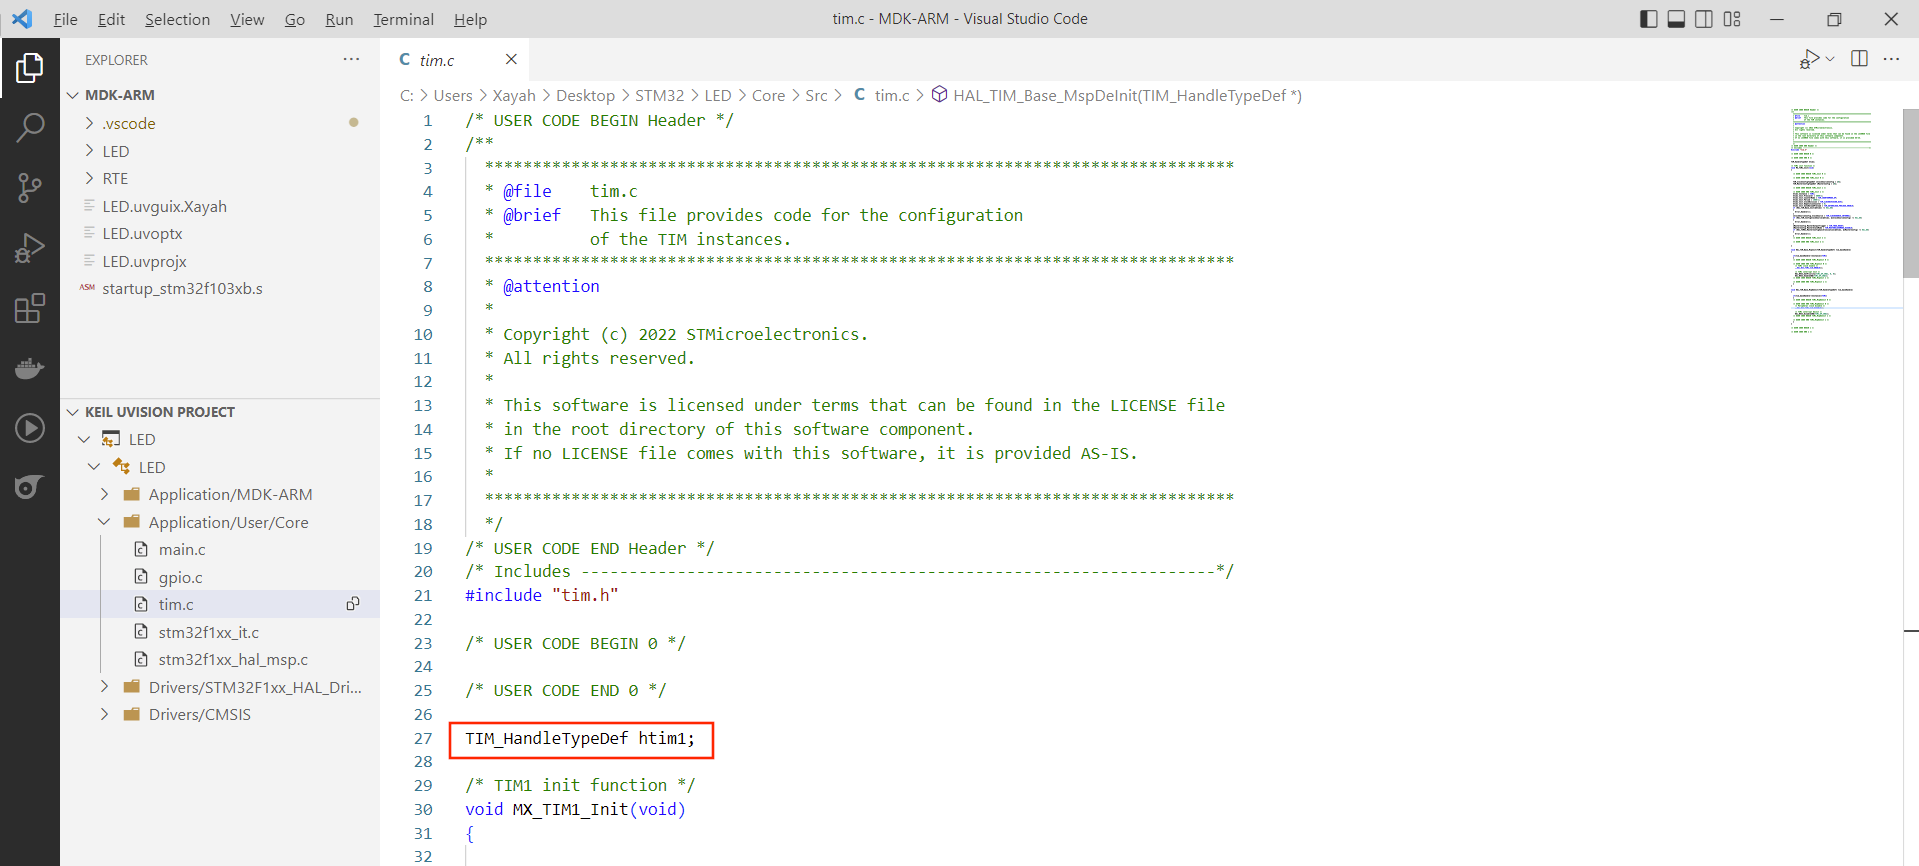 File Edit Selection View Go Run Terminal Help
tim.c - MDK-ARM - Visual Studio Code
EXPLORER
MDK-ARM
.vscode
LED
RTE
LED.uvguix.Xayah
LED.uvoptx
LED.uvprojx
ASM startup_stm32f103xb.s
KEIL UVISION PROJECT
LED
LED
Application/MDK-ARM
Application/User/Core
main.c
gpio.c
tim.c
stm32f1xx_it.c
stm32f1xx_hal_msp.c
Drivers/STM32F1xx_HAL_Dri...
Drivers/CMSIS
C tim.c
C: > Users > Xayah > Desktop > STM32 > LED > Core > Src > C tim.c > HAL_TIM_Base_MspDeInit(TIM_HandleTypeDef *)
1 /* USER CODE BEGIN Header */
2 /**
3 ******************************************************************************
4 * @file    tim.c
5 * @brief   This file provides code for the configuration
6 *          of the TIM instances.
7 ******************************************************************************
8 * @attention
9 *
10 * Copyright (c) 2022 STMicroelectronics.
11 * All rights reserved.
12 *
13 * This software is licensed under terms that can be found in the LICENSE file
14 * in the root directory of this software component.
15 * If no LICENSE file comes with this software, it is provided AS-IS.
16 *
17 ******************************************************************************
18 */
19 /* USER CODE END Header */
20 /* Includes ------------------------------------------------------------------*/
21 #include "tim.h"
22
23 /* USER CODE BEGIN 0 */
24
25 /* USER CODE END 0 */
26
27 TIM_HandleTypeDef htim1;
28
29 /* TIM1 init function */
30 void MX_TIM1_Init(void)
31 {
32